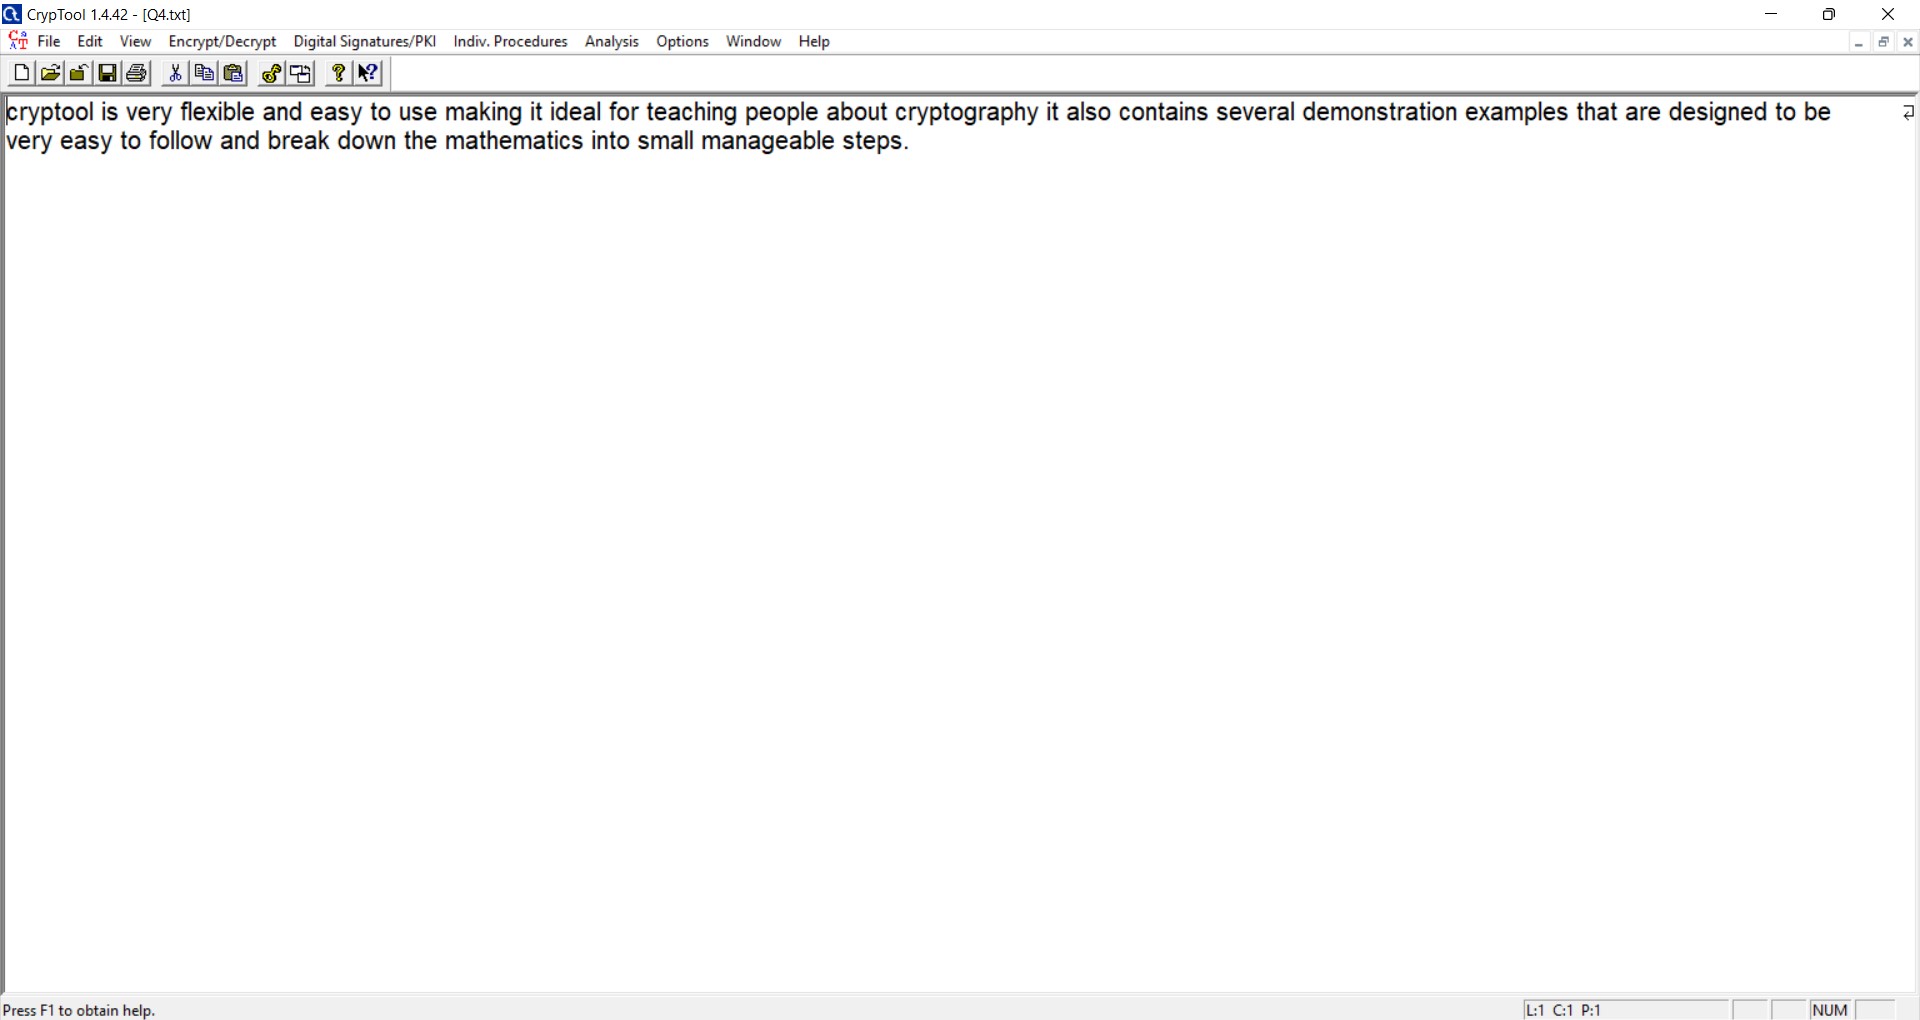 CrypTool 1.4.42 - [Q4.txt]
File Edit View Encrypt/Decrypt Digital Signatures/PKI Indiv. Procedures Analysis Options Window Help
cryptool is very flexible and easy to use making it ideal for teaching people about cryptography it also contains several demonstration examples that are designed to be
very easy to follow and break down the mathematics into small manageable steps.
Press F1 to obtain help. L:1 C:1 P:1 NUM